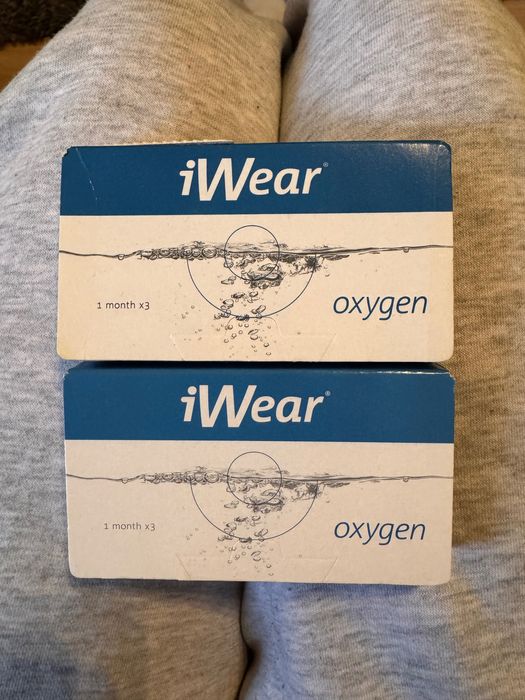 iWear®
1 month x3
oxygen
iWear®
1 month x3
oxygen